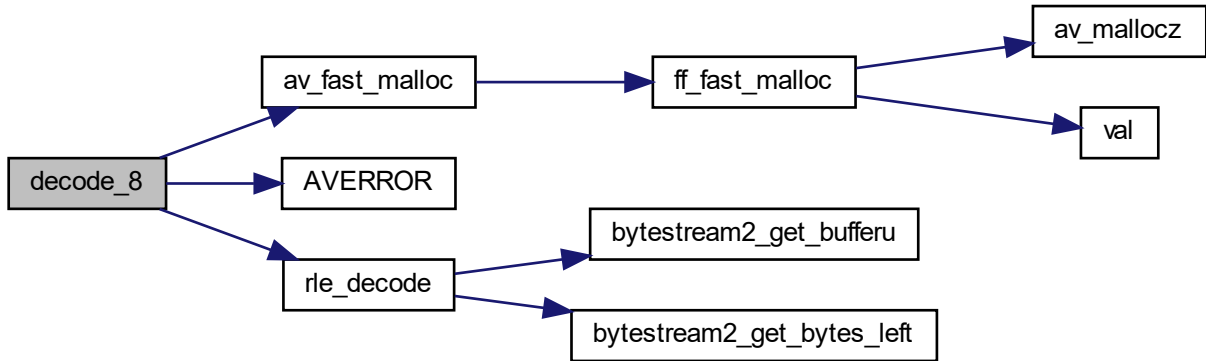 decode_8
av_fast_malloc
AVERROR
rle_decode
ff_fast_malloc
bytestream2_get_bufferu
bytestream2_get_bytes_left
av_mallocz
val